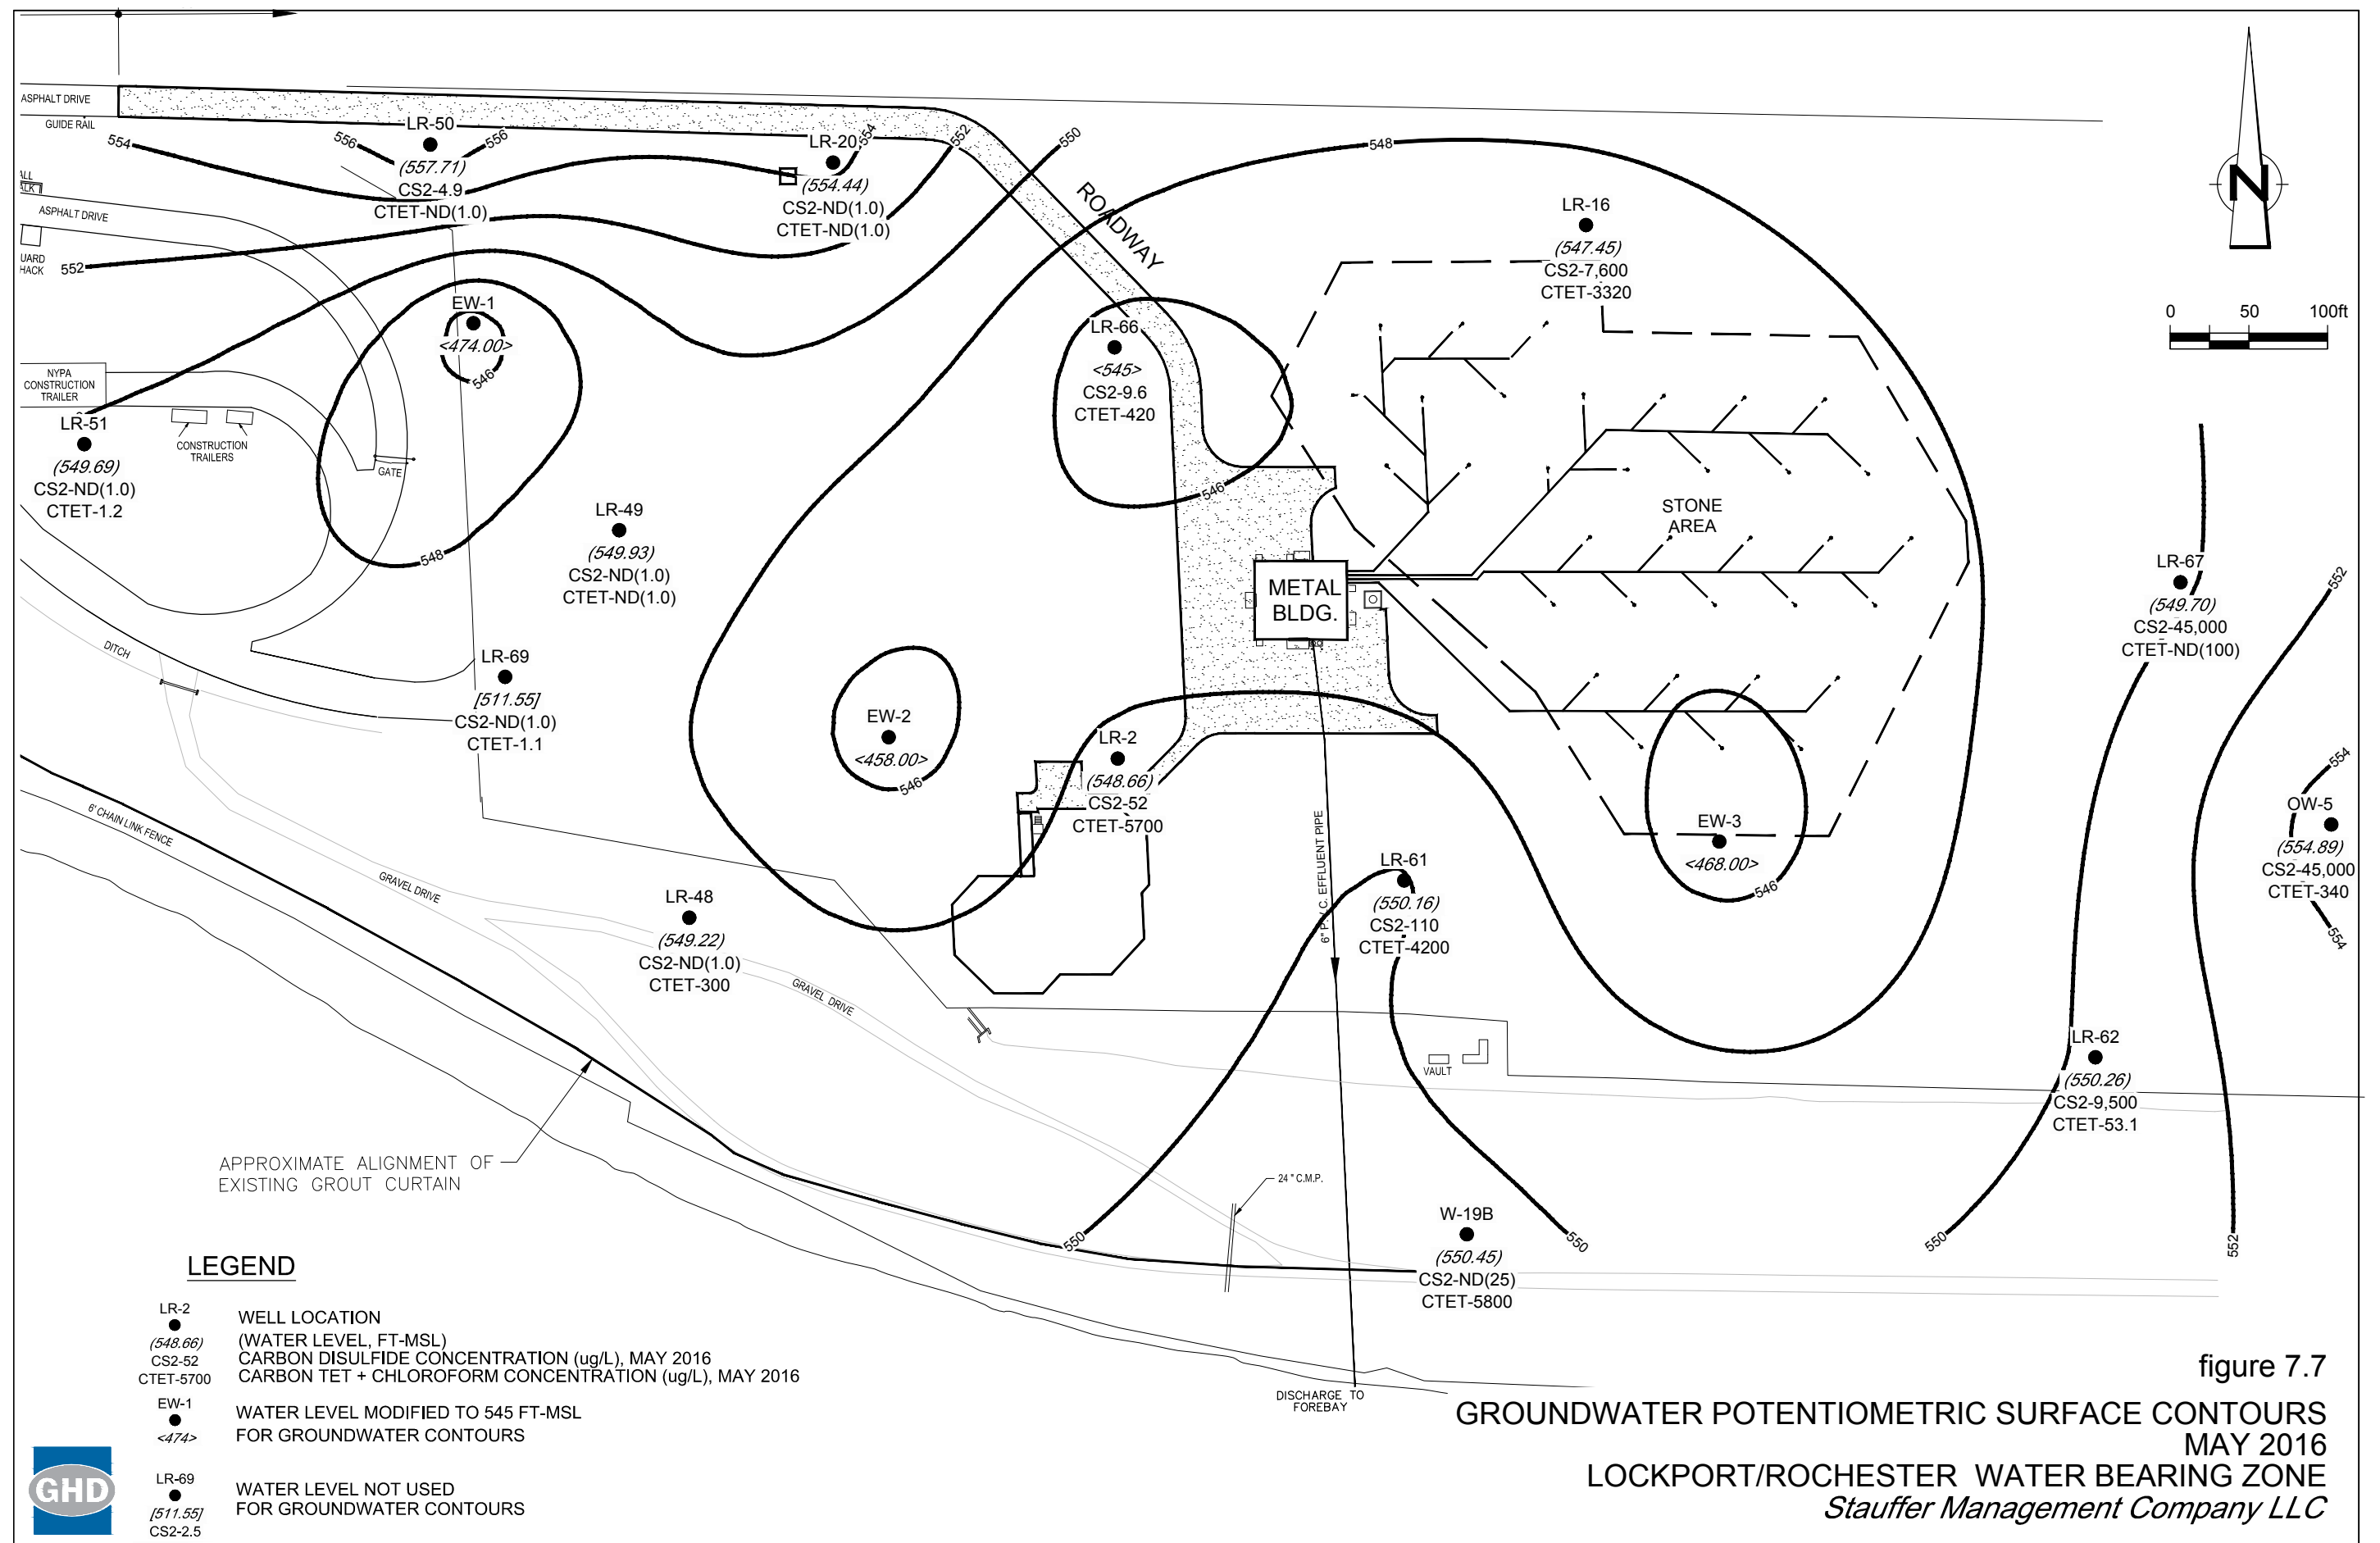 ASPHALT DRIVE
GUIDE RAIL
554
556
LR-50
556
(557.71)
CS2-4.9
CTET-ND(1.0)
LR-20
554
(554.44)
CS2-ND(1.0)
CTET-ND(1.0)
552
550
548
ROADWAY
LR-16
(547.45)
CS2-7,600
CTET-3320
N
0 50 100ft
ASPHALT DRIVE
UARD
HACK
552
EW-1
<474.00>
546
LR-66
<545>
CS2-9.6
CTET-420
546
NYPA
CONSTRUCTION
TRAILER
CONSTRUCTION
TRAILERS
GATE
LR-51
(549.69)
CS2-ND(1.0)
CTET-1.2
548
LR-49
(549.93)
CS2-ND(1.0)
CTET-ND(1.0)
STONE
AREA
METAL
BLDG.
LR-67
(549.70)
CS2-45,000
CTET-ND(100)
552
DITCH
LR-69
[511.55]
CS2-ND(1.0)
CTET-1.1
EW-2
<458.00>
546
LR-2
(548.66)
CS2-52
CTET-5700
554
OW-5
(554.89)
CS2-45,000
CTET-340
554
EW-3
<468.00>
546
6' CHAIN LINK FENCE
GRAVEL DRIVE
LR-48
(549.22)
CS2-ND(1.0)
CTET-300
GRAVEL DRIVE
6" P.V.C. EFFLUENT PIPE
LR-61
(550.16)
CS2-110
CTET-4200
VAULT
LR-62
(550.26)
CS2-9,500
CTET-53.1
APPROXIMATE ALIGNMENT OF
EXISTING GROUT CURTAIN
24" C.M.P.
550
W-19B
(550.45)
CS2-ND(25)
CTET-5800
550
550
552
DISCHARGE TO
FOREBAY
LEGEND
LR-2
(548.66)
CS2-52
CTET-5700
WELL LOCATION
(WATER LEVEL, FT-MSL)
CARBON DISULFIDE CONCENTRATION (ug/L), MAY 2016
CARBON TET + CHLOROFORM CONCENTRATION (ug/L), MAY 2016
EW-1
<474>
WATER LEVEL MODIFIED TO 545 FT-MSL
FOR GROUNDWATER CONTOURS
LR-69
[511.55]
CS2-2.5
WATER LEVEL NOT USED
FOR GROUNDWATER CONTOURS
GHD
figure 7.7
GROUNDWATER POTENTIOMETRIC SURFACE CONTOURS
MAY 2016
LOCKPORT/ROCHESTER WATER BEARING ZONE
Stauffer Management Company LLC